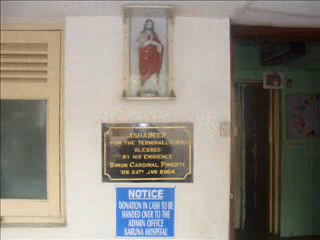 FOR THE TERMINALLY ILL
BLESSED
BY HIS EMINENCE
SIMON CARDINAL PIMENTA
ON 24TH JAN 2004
NOTICE
DONATION IN CASH TO BE
HANDED OVER TO THE
ADMIN OFFICE
KARUNA HOSPITAL